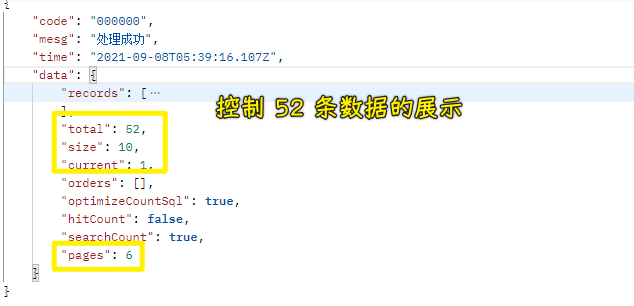 {
"code": "000000",
"mesg": "处理成功",
"time": "2021-09-08T05:39:16.107Z",
"data": {
"records": [ ⋯
控制 52 条数据的展示
],
"total": 52,
"size": 10,
"current": 1,
"orders": [],
"optimizeCountSql": true,
"hitCount": false,
"searchCount": true,
"pages": 6
}
}